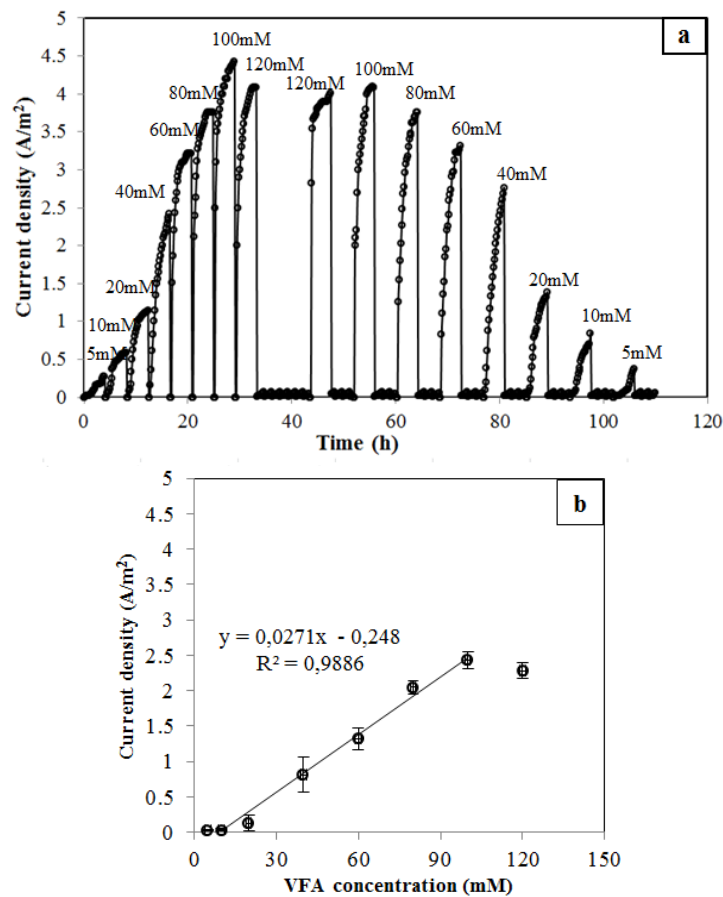 a
5
4.5
4
3.5
3
2.5
2
1.5
1
0.5
0
Current density (A/m²)
5mM
10mM
20mM
40mM
60mM
80mM
100mM
120mM
120mM
100mM
80mM
60mM
40mM
20mM
10mM
5mM
0 20 40 60 80 100 120
Time (h)
b
5
4.5
4
3.5
3
2.5
2
1.5
1
0.5
0
Current density (A/m²)
y = 0,0271x - 0,248
R² = 0,9886
0 30 60 90 120 150
VFA concentration (mM)